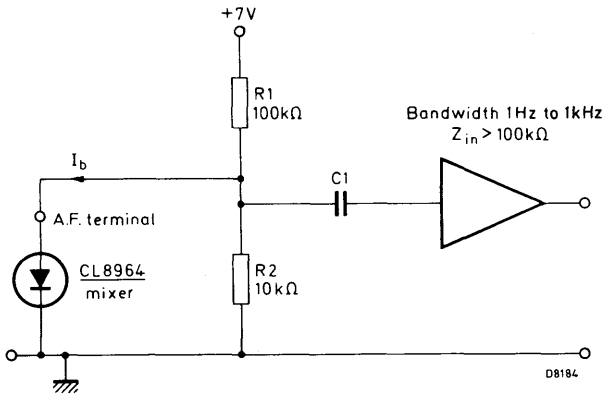 +7V
R1
100kΩ
Bandwidth 1Hz to 1kHz
Zin > 100kΩ
Ib
C1
A.F. terminal
CL8964
mixer
R2
10kΩ
D8184